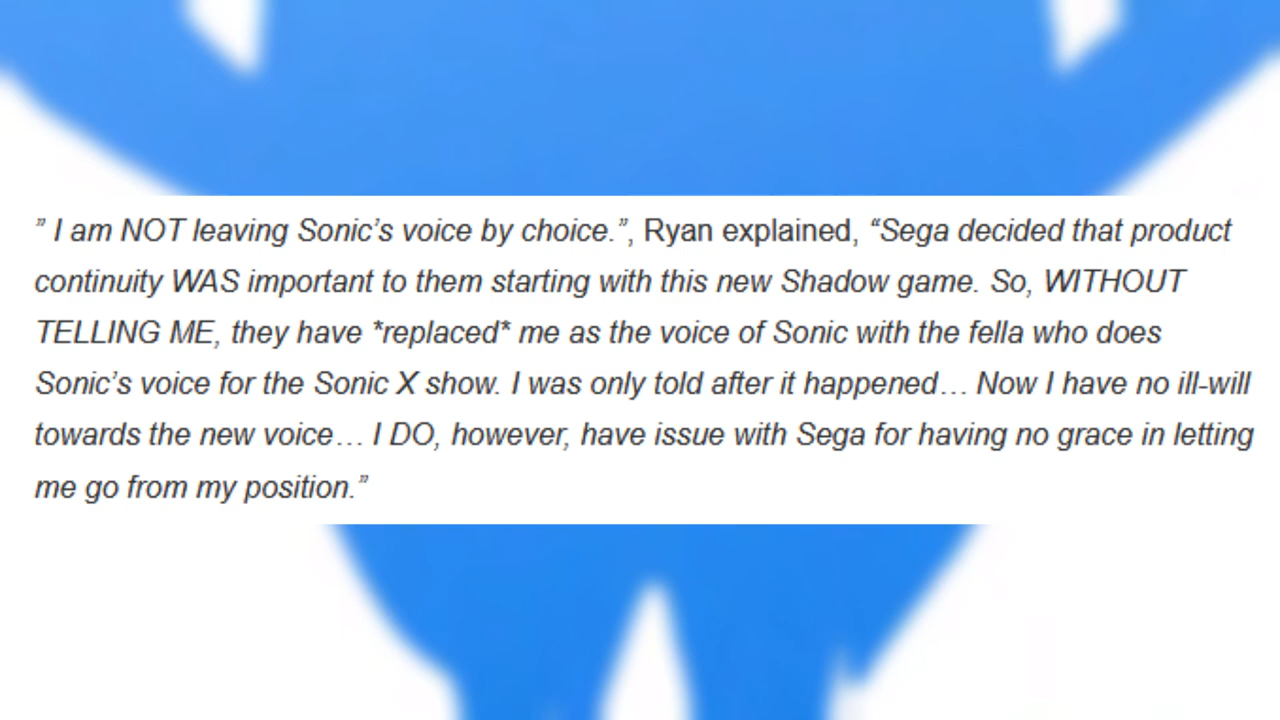 ” I am NOT leaving Sonic’s voice by choice.”, Ryan explained, “Sega decided that product
continuity WAS important to them starting with this new Shadow game. So, WITHOUT
TELLING ME, they have *replaced* me as the voice of Sonic with the fella who does
Sonic’s voice for the Sonic X show. I was only told after it happened… Now I have no ill-will
towards the new voice… I DO, however, have issue with Sega for having no grace in letting
me go from my position.”